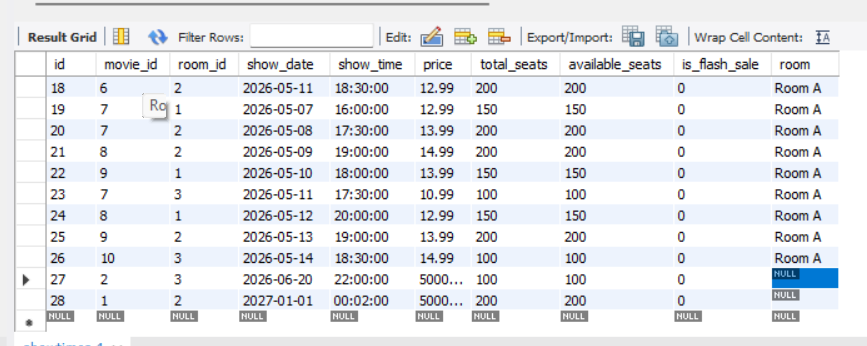 Result Grid Filter Rows: Edit: Export/Import: Wrap Cell Content: IA
id movie_id room_id show_date show_time price total_seats available_seats is_flash_sale room
18 6 2 2026-05-11 18:30:00 12.99 200 200 0 Room A
19 7 Ro 1 2026-05-07 16:00:00 12.99 150 150 0 Room A
20 7 2 2026-05-08 17:30:00 13.99 200 200 0 Room A
21 8 2 2026-05-09 19:00:00 14.99 200 200 0 Room A
22 9 1 2026-05-10 18:00:00 13.99 150 150 0 Room A
23 7 3 2026-05-11 17:30:00 10.99 100 100 0 Room A
24 8 1 2026-05-12 20:00:00 12.99 150 150 0 Room A
25 9 2 2026-05-13 19:00:00 13.99 200 200 0 Room A
26 10 3 2026-05-14 18:30:00 14.99 100 100 0 Room A
27 2 3 2026-06-20 22:00:00 5000... 100 100 0 NULL
28 1 2 2027-01-01 00:02:00 5000... 200 200 0 NULL
NULL NULL NULL NULL NULL NULL NULL NULL NULL NULL